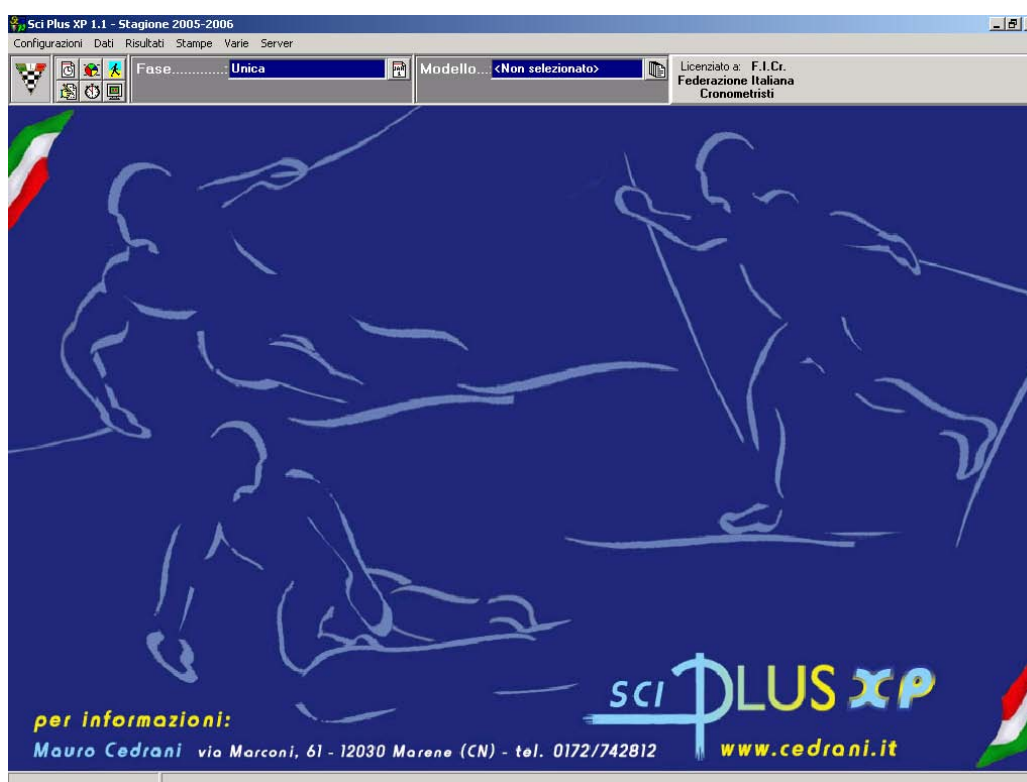 Sci Plus XP 1.1 - Stagione 2005-2006
Configurazioni Dati Risultati Stampe Varie Server
Fase............: Unica
Modello...: <Non selezionato>
Licenziato a: F.I.Cr.
Federazione Italiana
Cronometristi
SCI PLUS XP
per informazioni:
Mauro Cedrani via Marconi, 61 - 12030 Marene (CN) - tel. 0172/742812
www.cedrani.it